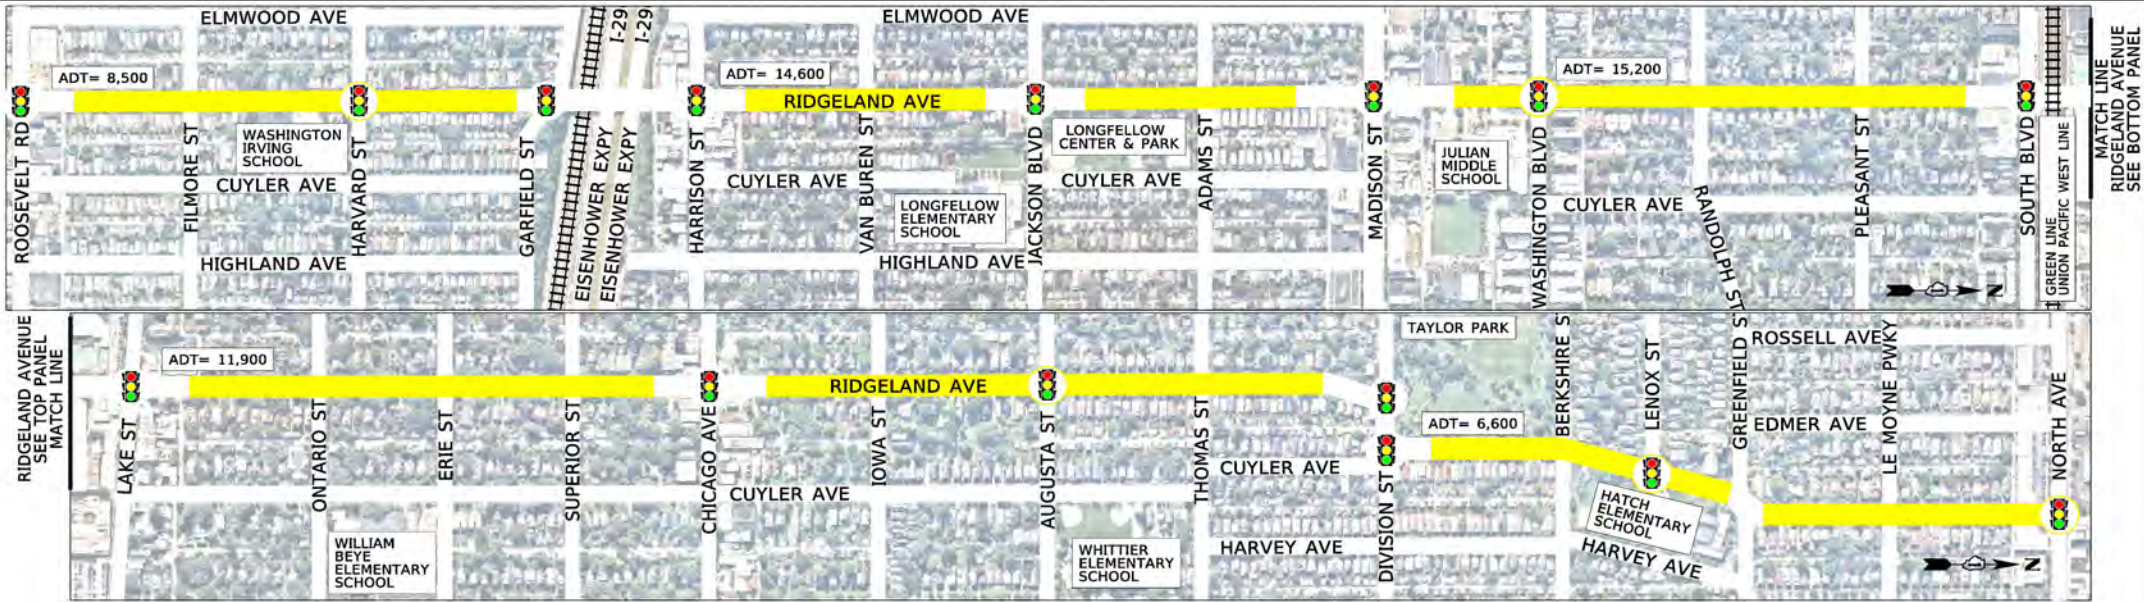 ELMWOOD AVE
I-29
I-29
ELMWOOD AVE
ADT= 8,500
ADT= 14,600
ADT= 15,200
RIDGELAND AVE
ROOSEVELT RD
FILMORE ST
WASHINGTON
IRVING
SCHOOL
HARVARD ST
GARFIELD ST
EISENHOWER EXPY
EISENHOWER EXPY
HARRISON ST
VAN BUREN ST
JACKSON BLVD
LONGFELLOW
CENTER & PARK
ADAMS ST
MADISON ST
JULIAN
MIDDLE
SCHOOL
WASHINGTON BLVD
RANDOLPH ST
PLEASANT ST
SOUTH BLVD
GREEN LINE
UNION PACIFIC WEST LINE
MATCH LINE
RIDGELAND AVENUE
SEE BOTTOM PANEL
CUYLER AVE
CUYLER AVE
CUYLER AVE
CUYLER AVE
LONGFELLOW
ELEMENTARY
SCHOOL
HIGHLAND AVE
HIGHLAND AVE
N
RIDGELAND AVENUE
SEE TOP PANEL
MATCH LINE
ADT= 11,900
TAYLOR PARK
ROSSELL AVE
RIDGELAND AVE
ADT= 6,600
LAKE ST
ONTARIO ST
ERIE ST
SUPERIOR ST
CHICAGO AVE
IOWA ST
AUGUSTA ST
THOMAS ST
DIVISION ST
BERKSHIRE S
LENOX ST
GREENFIELD ST
LE MOYNE PWKY
NORTH AVE
EDMER AVE
CUYLER AVE
CUYLER AVE
HATCH
ELEMENTARY
SCHOOL
WILLIAM
BEYE
ELEMENTARY
SCHOOL
WHITTIER
ELEMENTARY
SCHOOL
HARVEY AVE
HARVEY AVE
N